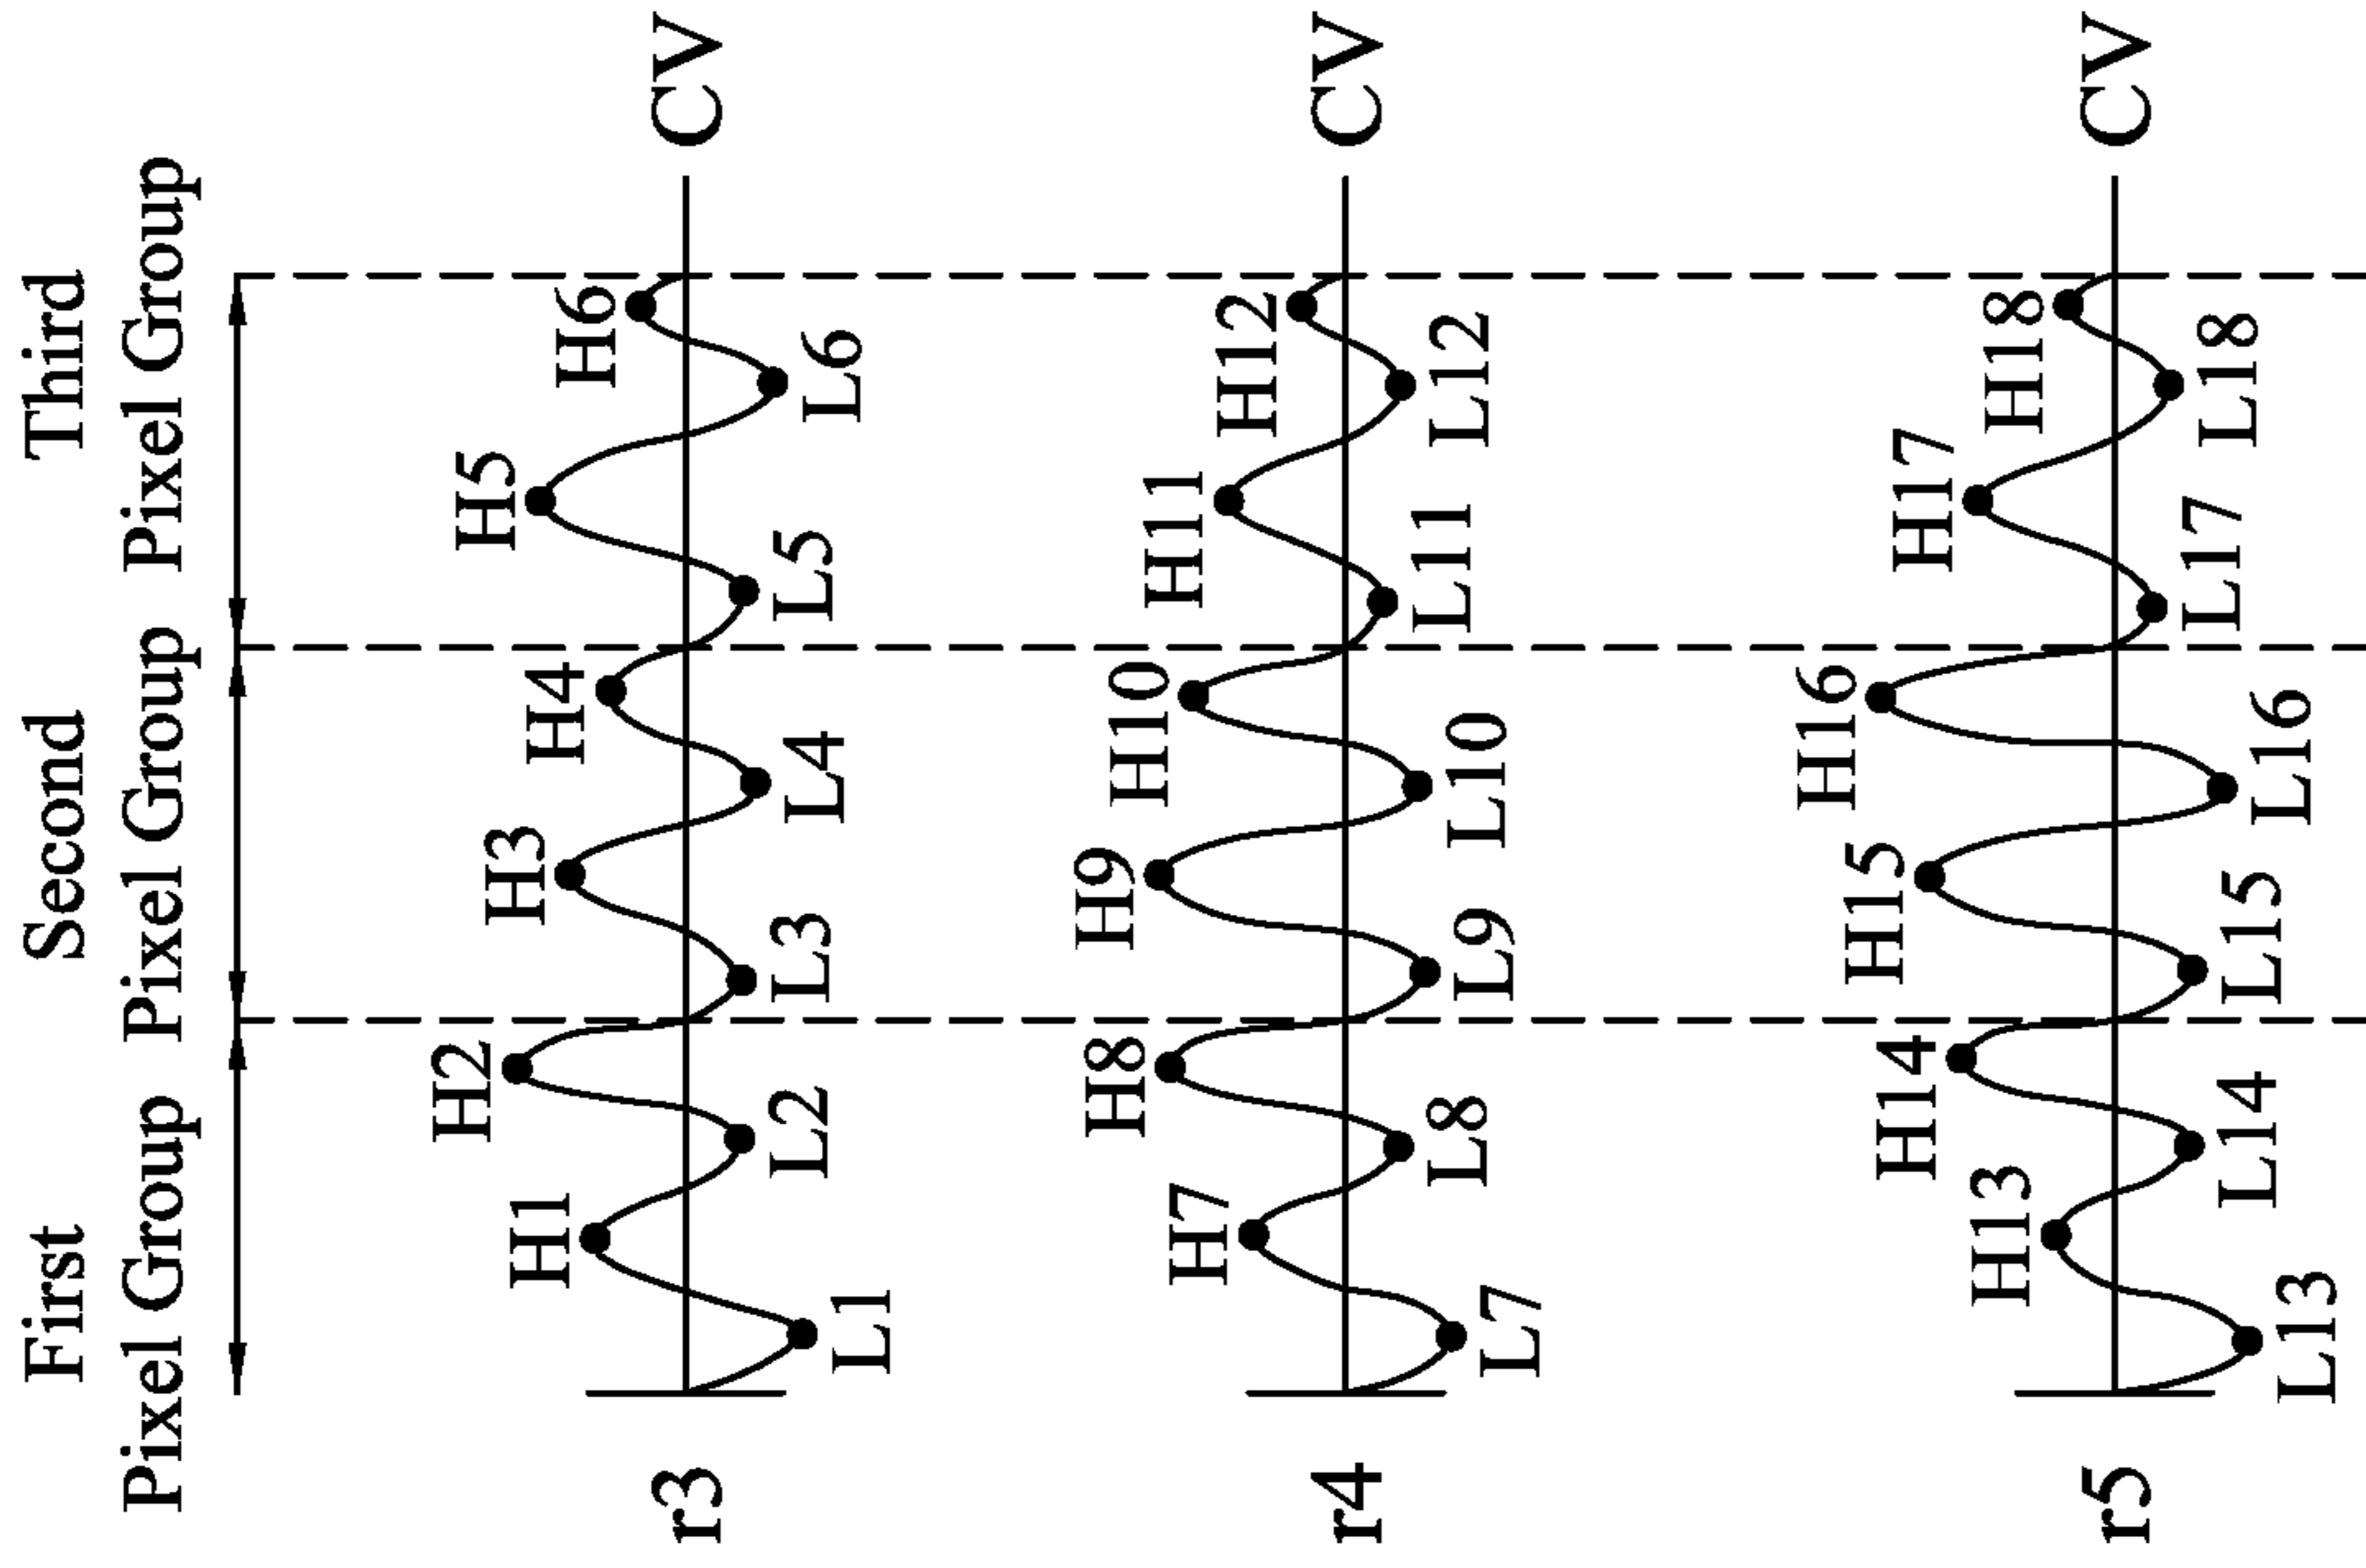 First Second Third
Pixel Group Pixel Group Pixel Group
H2 H5
H1 H3 H4 H6
r3 CV
L1 L2 L3 L4 L5 L6
H7 H8 H9 H10 H11 H12
r4 CV
L7 L8 L9 L10 L11 L12
H13 H14 H15 H16 H17 H18
r5 CV
L13 L14 L15 L16 L17 L18